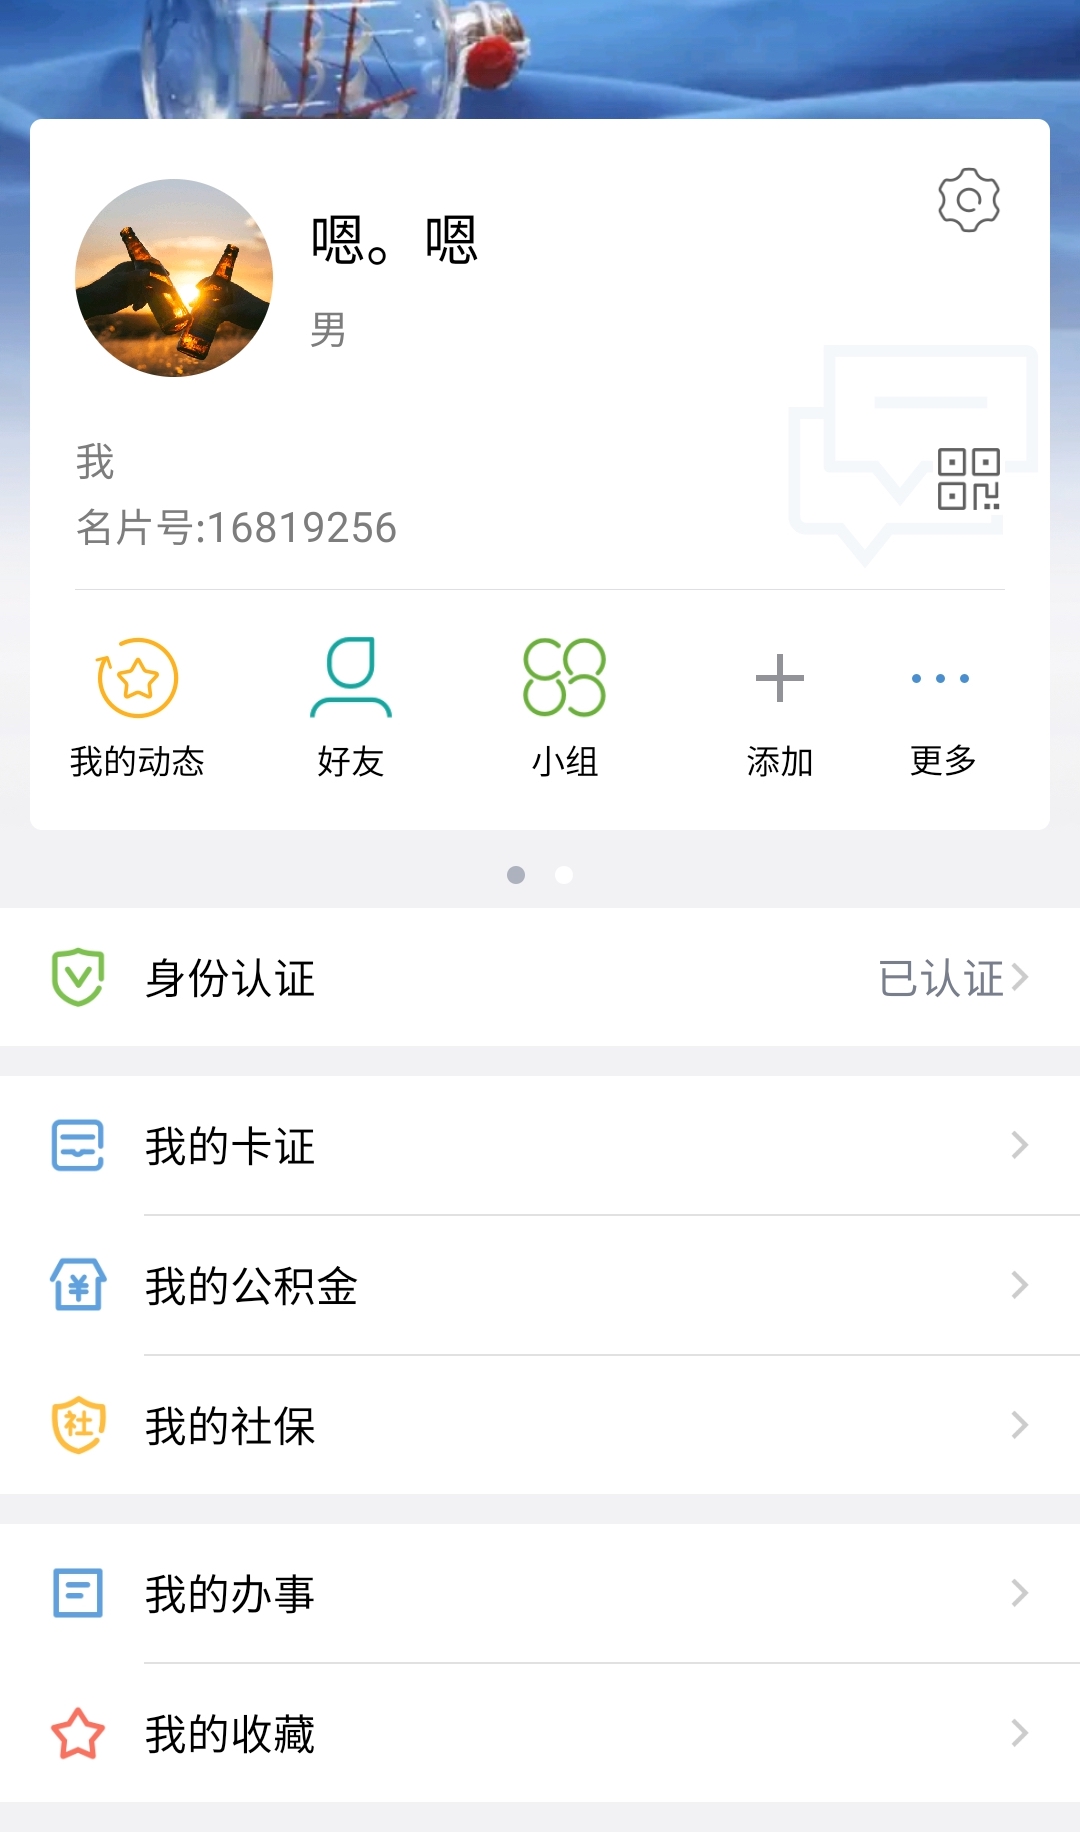 嗯。嗯
男
我
名片号:16819256
我的动态
好友
小组
添加
更多
身份认证 已认证
我的卡证
我的公积金
社 我的社保
我的办事
我的收藏